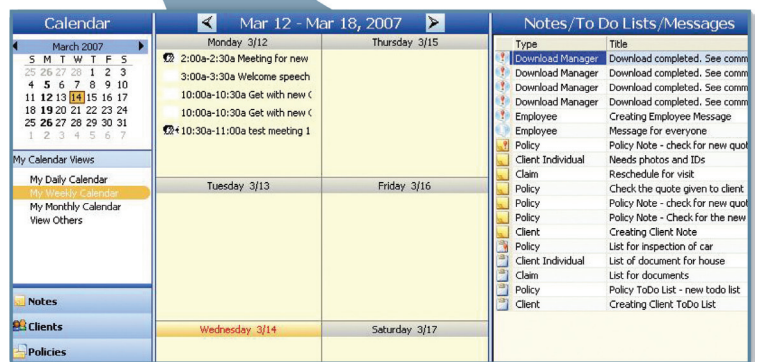 Calendar
March 2007
S M T W T F S
25 26 27 28 1 2 3
4 5 6 7 8 9 10
11 12 13 14 15 16 17
18 19 20 21 22 23 24
25 26 27 28 29 30 31
1 2 3 4 5 6 7
My Calendar Views
My Daily Calendar
My Weekly Calendar
My Monthly Calendar
View Others
Notes
Clients
Policies
Mar 12 - Mar 18, 2007
Monday 3/12
2:00a-2:30a Meeting for new
3:00a-3:30a Welcome speech
10:00a-10:30a Get with new
10:00a-10:30a Get with new
10:30a-11:00a test meeting 1
Thursday 3/15
Tuesday 3/13
Friday 3/16
Wednesday 3/14
Saturday 3/17
Notes/To Do Lists/Messages
Type Title
Download Manager Download completed. See comm
Download Manager Download completed. See comm
Download Manager Download completed. See comm
Download Manager Download completed. See comm
Employee Creating Employee Message
Employee Message for everyone
Policy Policy Note - check for new quot
Client Individual Needs photos and IDs
Claim Reschedule for visit
Policy Check the quote given to client
Policy Policy Note - check for new quot
Policy Policy Note - Check for the new
Client Creating Client Note
Policy List for inspection of car
Client Individual List of document for house
Claim List for documents
Policy Policy ToDo List - new todo list
Client Creating Client ToDo List